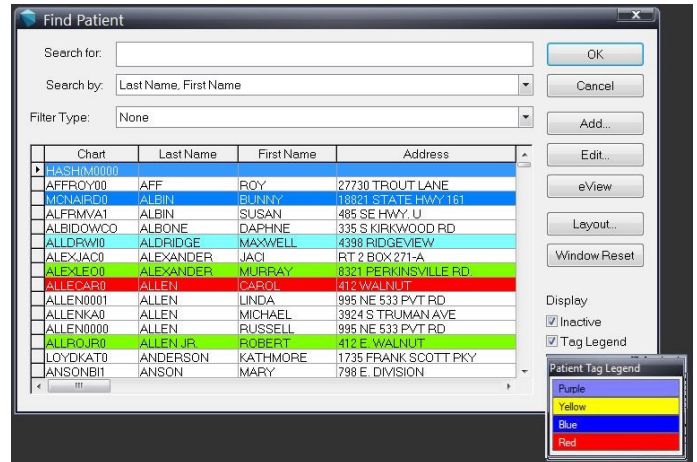 Find Patient
Search for:
Search by: Last Name, First Name
Filter Type: None
OK
Cancel
Add...
Edit...
eView
Layout...
Window Reset
Display
Inactive
Tag Legend
Chart Last Name First Name Address
HASH(M0000
AFFROY00 AFF ROY 27730 TROUT LANE
MCNAIRD0 ALBIN BUNNY 18821 STATE HWY 161
ALFRMVA1 ALBIN SUSAN 485 SE HWY. U
ALBIDOWCO ALBONE DAPHNE 335 S KIRKWOOD RD
ALLDRWI0 ALDRIDGE MAXWELL 4398 RIDGEVIEW
ALEXJAC0 ALEXANDER JACI RT 2 BOX 271-A
ALEXLEO0 ALEXANDER MURRAY 8321 PERKINSVILLE RD.
ALLECAR0 ALLEN CAROL 412 WALNUT
ALLEN0001 ALLEN LINDA 995 NE 533 PVT RD
ALLENKA0 ALLEN MICHAEL 3924 S TRUMAN AVE
ALLEN0000 ALLEN RUSSELL 995 NE 533 PVT RD
ALLROJR0 ALLEN JR. ROBERT 412 E. WALNUT
LOYDKAT0 ANDERSON KATHMORE 1735 FRANK SCOTT PKY
ANSONBI1 ANSON MARY 798 E. DIVISION
Patient Tag Legend
Purple
Yellow
Blue
Red